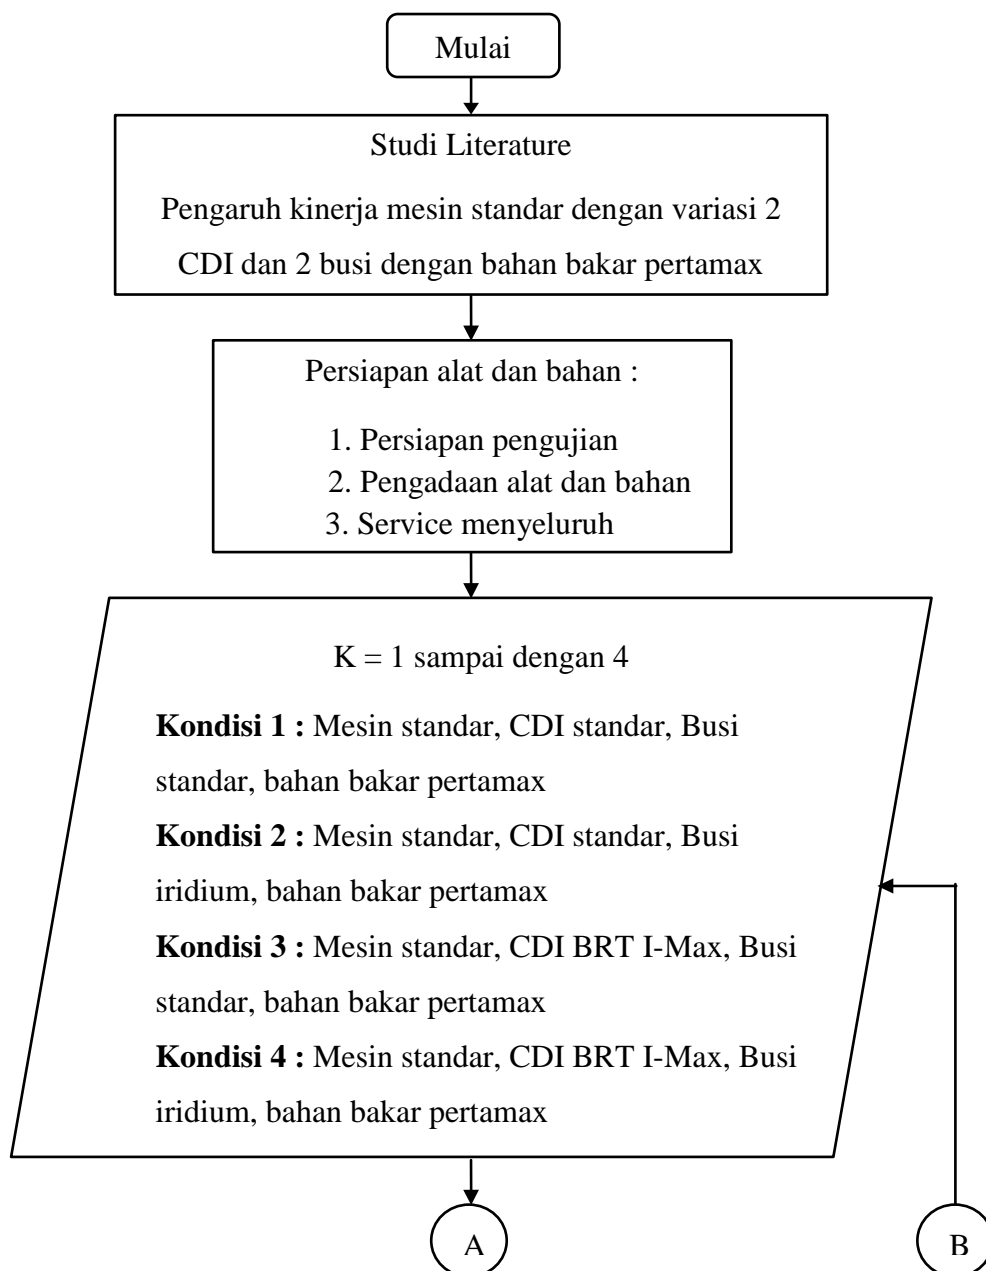 Mulai
Studi Literature
Pengaruh kinerja mesin standar dengan variasi 2
CDI dan 2 busi dengan bahan bakar pertamax
Persiapan alat dan bahan :
1. Persiapan pengujian
2. Pengadaan alat dan bahan
3. Service menyeluruh
K = 1 sampai dengan 4
Kondisi 1 : Mesin standar, CDI standar, Busi
standar, bahan bakar pertamax
Kondisi 2 : Mesin standar, CDI standar, Busi
iridium, bahan bakar pertamax
Kondisi 3 : Mesin standar, CDI BRT I-Max, Busi
standar, bahan bakar pertamax
Kondisi 4 : Mesin standar, CDI BRT I-Max, Busi
iridium, bahan bakar pertamax
A
B